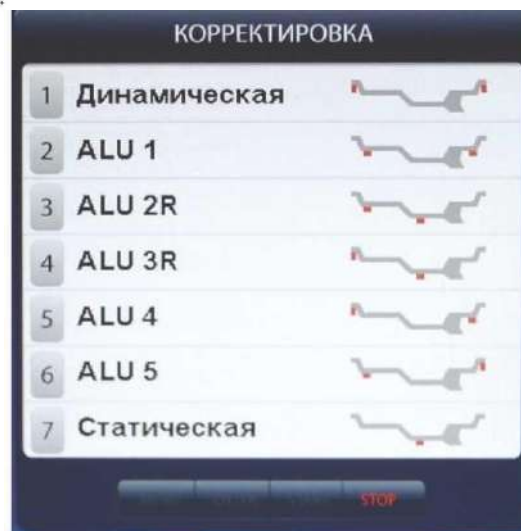 КОРРЕКТИРОВКА
1 Динамическая
2 ALU 1
3 ALU 2R
4 ALU 3R
5 ALU 4
6 ALU 5
7 Статическая
STOP